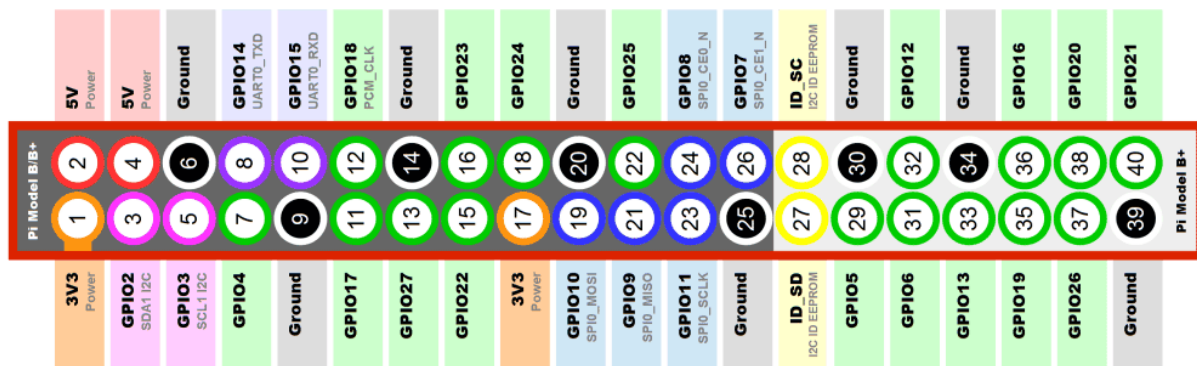 5V
Power
5V
Power
Ground
GPIO14
UART0_TXD
GPIO15
UART0_RXD
GPIO18
PCM_CLK
Ground
GPIO23
GPIO24
Ground
GPIO25
GPIO8
SPI0_CE0_N
GPIO7
SPI0_CE1_N
ID_SC
I2C ID EEPROM
Ground
GPIO12
Ground
GPIO16
GPIO20
GPIO21
Pi Model B/B+
2 4 6 8 10 12 14 16 18 20 22 24 26 28 30 32 34 36 38 40
1 3 5 7 9 11 13 15 17 19 21 23 25 27 29 31 33 35 37 39
Pi Model B+
3V3
Power
GPIO2
SDA1 I2C
GPIO3
SCL1 I2C
GPIO4
Ground
GPIO17
GPIO27
GPIO22
3V3
Power
GPIO10
SPI0_MOSI
GPIO9
SPI0_MISO
GPIO11
SPI0_SCLK
Ground
ID_SD
I2C ID EEPROM
GPIO5
GPIO6
GPIO13
GPIO19
GPIO26
Ground